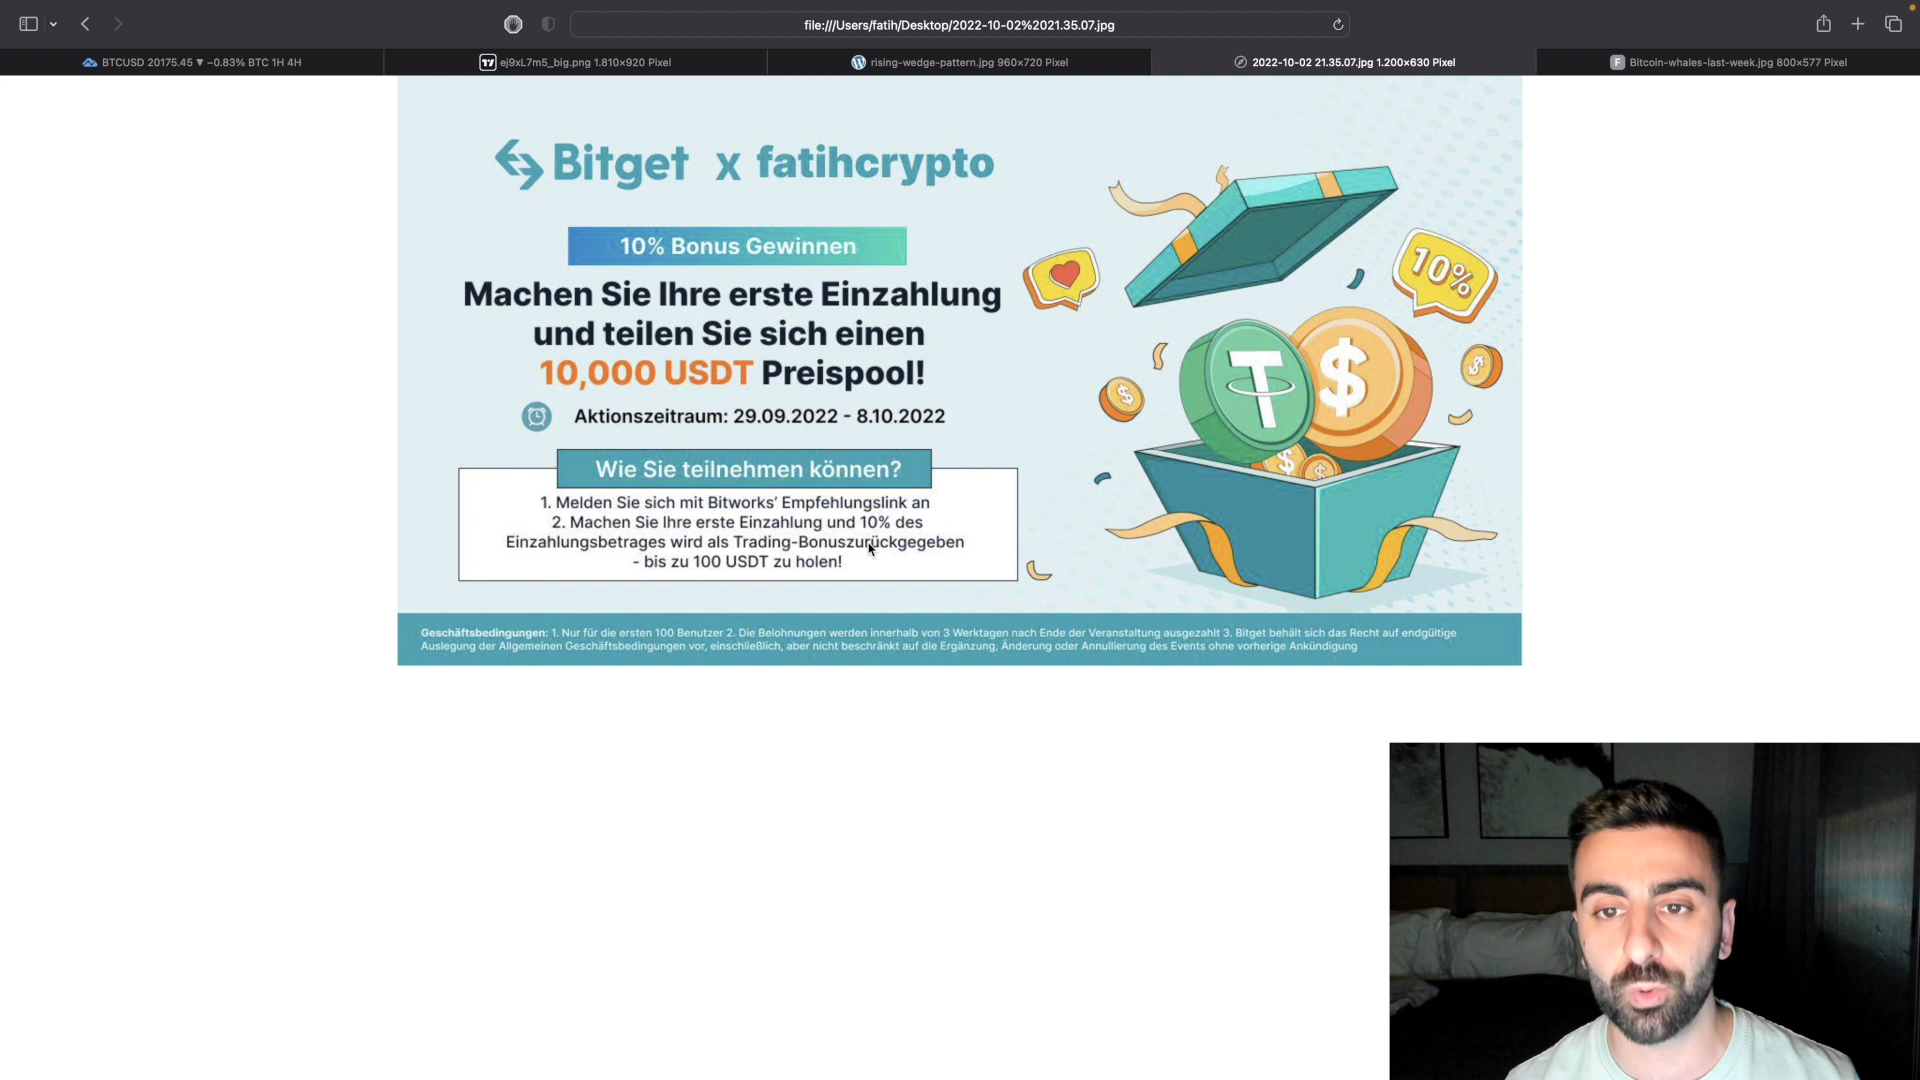 file:///Users/fatih/Desktop/2022-10-02%2021.35.07.jpg
BTCUSD 20175.45 ▼ −0.83% BTC 1H 4H
ej9xL7m5_big.png 1.810×920 Pixel
rising-wedge-pattern.jpg 960×720 Pixel
2022-10-02 21.35.07.jpg 1.200×630 Pixel
F Bitcoin-whales-last-week.jpg 800×577 Pixel
Bitget x fatihcrypto
10% Bonus Gewinnen
Machen Sie Ihre erste Einzahlung
und teilen Sie sich einen
10,000 USDT Preispool!
Aktionszeitraum: 29.09.2022 - 8.10.2022
Wie Sie teilnehmen können?
1. Melden Sie sich mit Bitworks’ Empfehlungslink an
2. Machen Sie Ihre erste Einzahlung und 10% des
Einzahlungsbetrages wird als Trading-Bonuszurückgegeben
- bis zu 100 USDT zu holen!
10%
Geschäftsbedingungen: 1. Nur für die ersten 100 Benutzer 2. Die Belohnungen werden innerhalb von 3 Werktagen nach Ende der Veranstaltung ausgezahlt 3. Bitget behält sich das Recht auf endgültige
Auslegung der Allgemeinen Geschäftsbedingungen vor, einschließlich, aber nicht beschränkt auf die Ergänzung, Änderung oder Annullierung des Events ohne vorherige Ankündigung